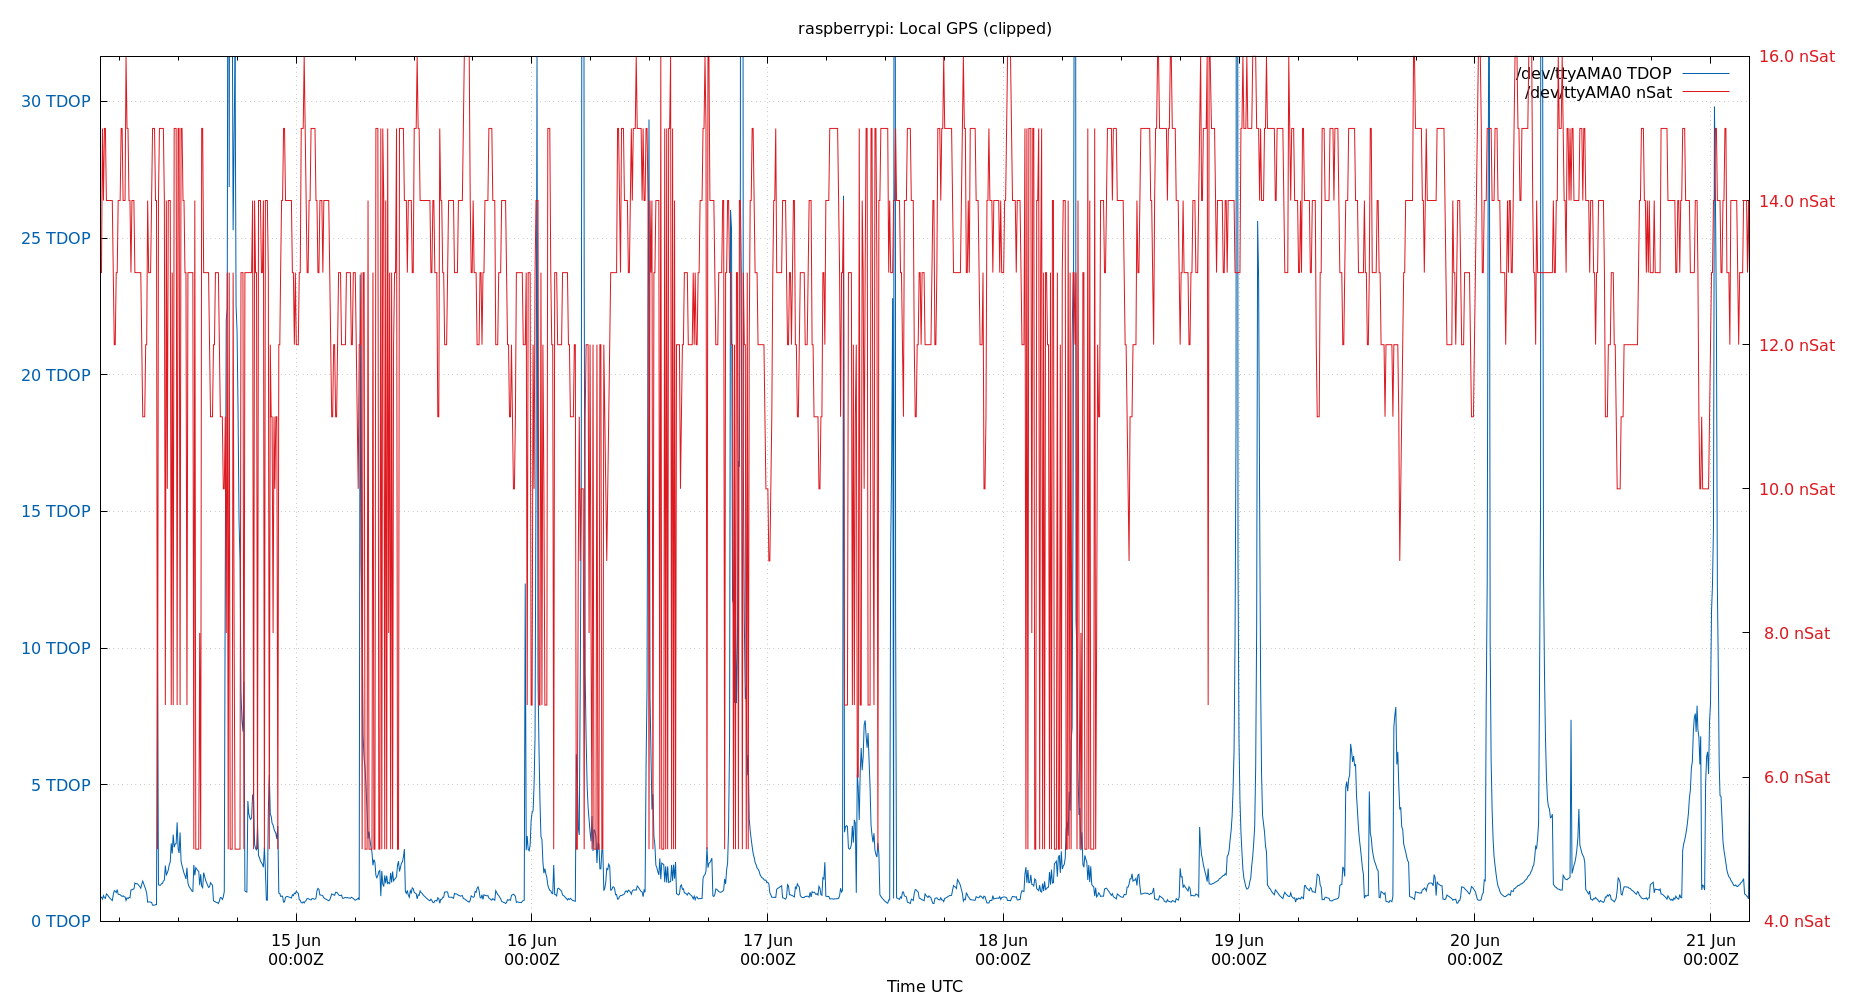 raspberrypi: Local GPS (clipped)
/dev/ttyAMA0 TDOP
/dev/ttyAMA0 nSat
30 TDOP
25 TDOP
20 TDOP
15 TDOP
10 TDOP
5 TDOP
0 TDOP
16.0 nSat
14.0 nSat
12.0 nSat
10.0 nSat
8.0 nSat
6.0 nSat
4.0 nSat
15 Jun 16 Jun 17 Jun 18 Jun 19 Jun 20 Jun 21 Jun
00:00Z 00:00Z 00:00Z 00:00Z 00:00Z 00:00Z 00:00Z
Time UTC